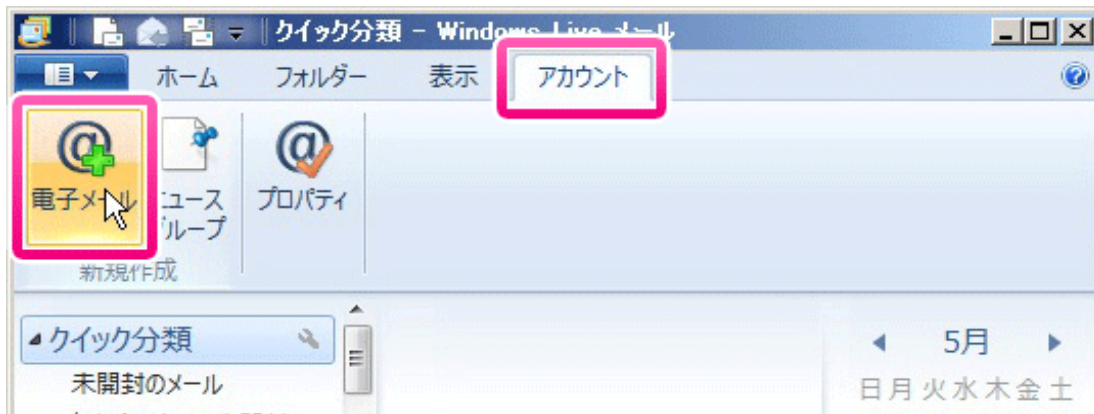 クイック分類 - Windows Live メール
ホーム フォルダー 表示 アカウント
電子メール
ニュース
グループ
プロパティ
新規作成
クイック分類
未開封のメール
5月
日 月 火 水 木 金 土